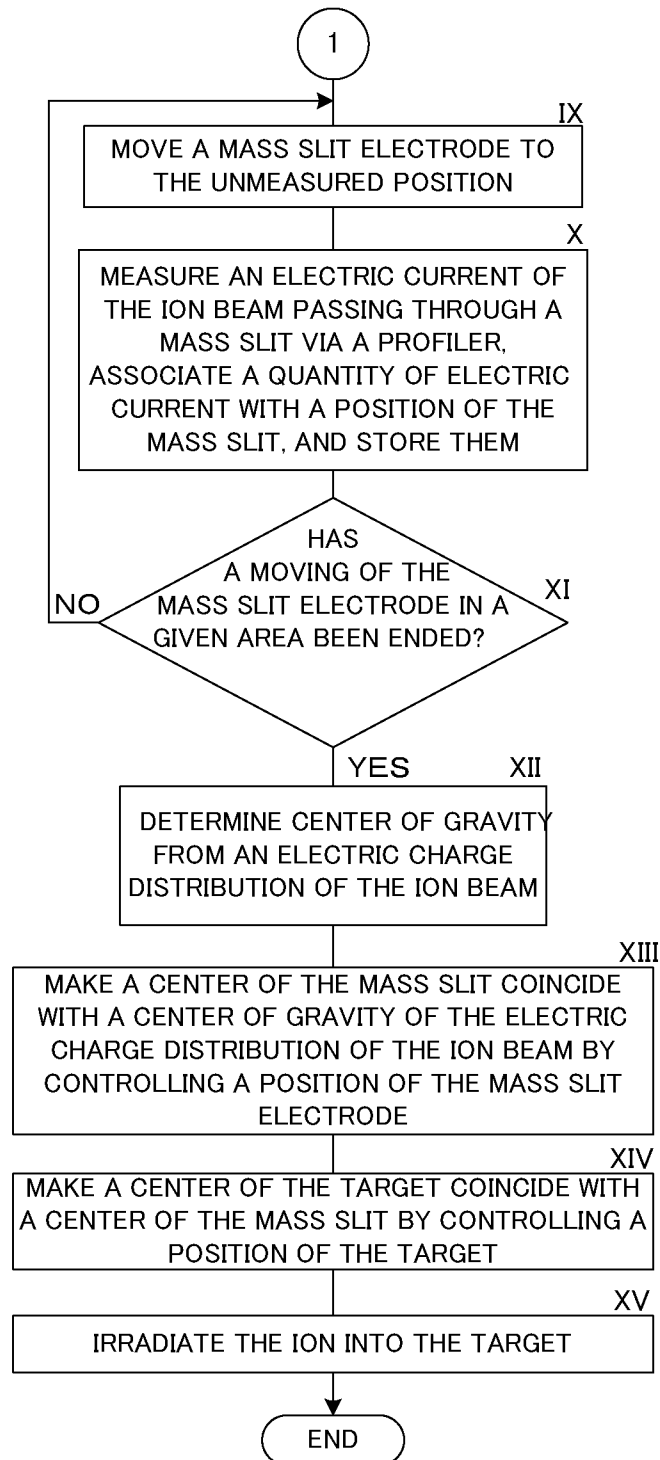 1
IX
MOVE A MASS SLIT ELECTRODE TO
THE UNMEASURED POSITION
X
MEASURE AN ELECTRIC CURRENT OF
THE ION BEAM PASSING THROUGH A
MASS SLIT VIA A PROFILER,
ASSOCIATE A QUANTITY OF ELECTRIC
CURRENT WITH A POSITION OF THE
MASS SLIT, AND STORE THEM
HAS
A MOVING OF THE
MASS SLIT ELECTRODE IN A
GIVEN AREA BEEN ENDED?
XI
NO
YES
XII
DETERMINE CENTER OF GRAVITY
FROM AN ELECTRIC CHARGE
DISTRIBUTION OF THE ION BEAM
XIII
MAKE A CENTER OF THE MASS SLIT COINCIDE
WITH A CENTER OF GRAVITY OF THE ELECTRIC
CHARGE DISTRIBUTION OF THE ION BEAM BY
CONTROLLING A POSITION OF THE MASS SLIT
ELECTRODE
XIV
MAKE A CENTER OF THE TARGET COINCIDE WITH
A CENTER OF THE MASS SLIT BY CONTROLLING A
POSITION OF THE TARGET
XV
IRRADIATE THE ION INTO THE TARGET
END